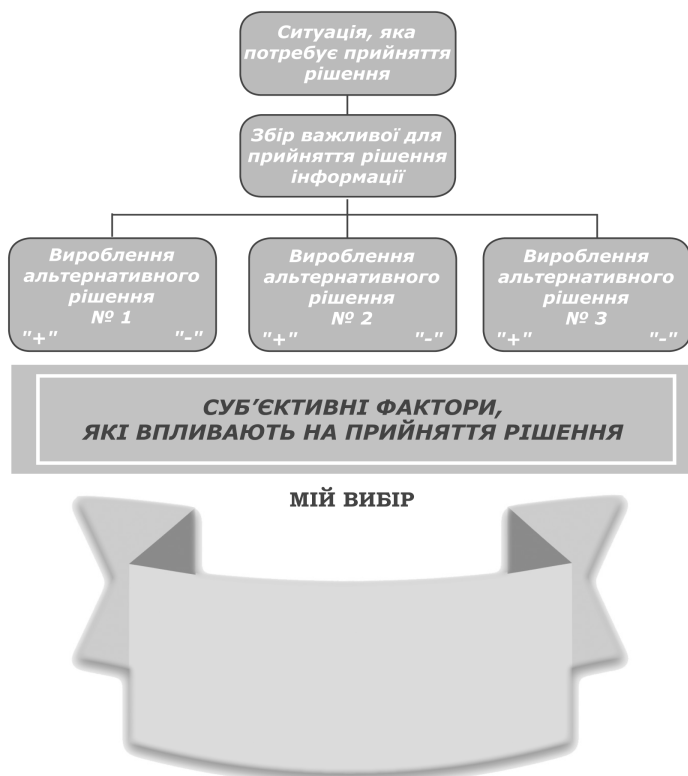 Ситуація, яка
потребує прийняття
рішення
Збір важливої для
прийняття рішення
інформації
Вироблення
альтернативного
рішення
№ 1
"+" "-"
Вироблення
альтернативного
рішення
№ 2
"+" "-"
Вироблення
альтернативного
рішення
№ 3
"+" "-"
СУБ’ЄКТИВНІ ФАКТОРИ,
ЯКІ ВПЛИВАЮТЬ НА ПРИЙНЯТТЯ РІШЕННЯ
МІЙ ВИБІР